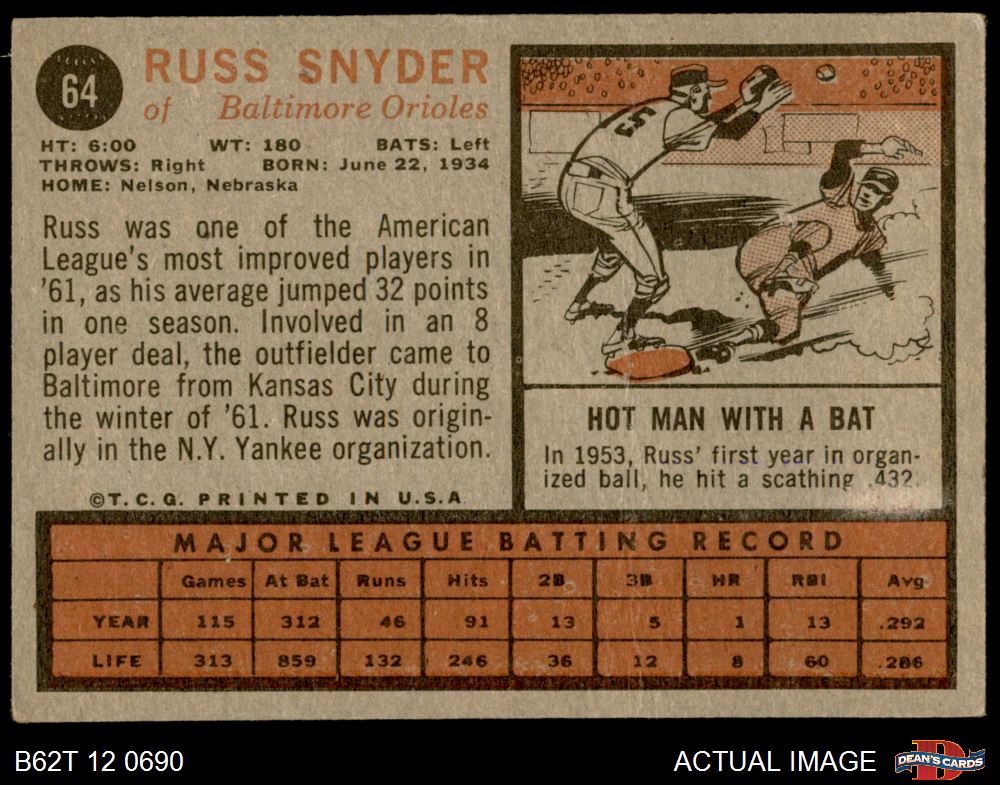 64
RUSS SNYDER
of Baltimore Orioles
HT: 6:00 WT: 180 BATS: Left
THROWS: Right BORN: June 22, 1934
HOME: Nelson, Nebraska
Russ was one of the American
League's most improved players in
'61, as his average jumped 32 points
in one season. Involved in an 8
player deal, the outfielder came to
Baltimore from Kansas City during
the winter of '61. Russ was origin-
ally in the N.Y. Yankee organization.
©T.C.G. PRINTED IN U.S.A.
HOT MAN WITH A BAT
In 1953, Russ' first year in organ-
ized ball, he hit a scathing .432.
MAJOR LEAGUE BATTING RECORD
Games At Bat Runs Hits 2B 3B HR RBI Avg
YEAR 115 312 46 91 13 5 1 13 .292
LIFE 313 859 132 246 36 12 8 60 .286
B62T 12 0690
ACTUAL IMAGE
DEAN'S CARDS